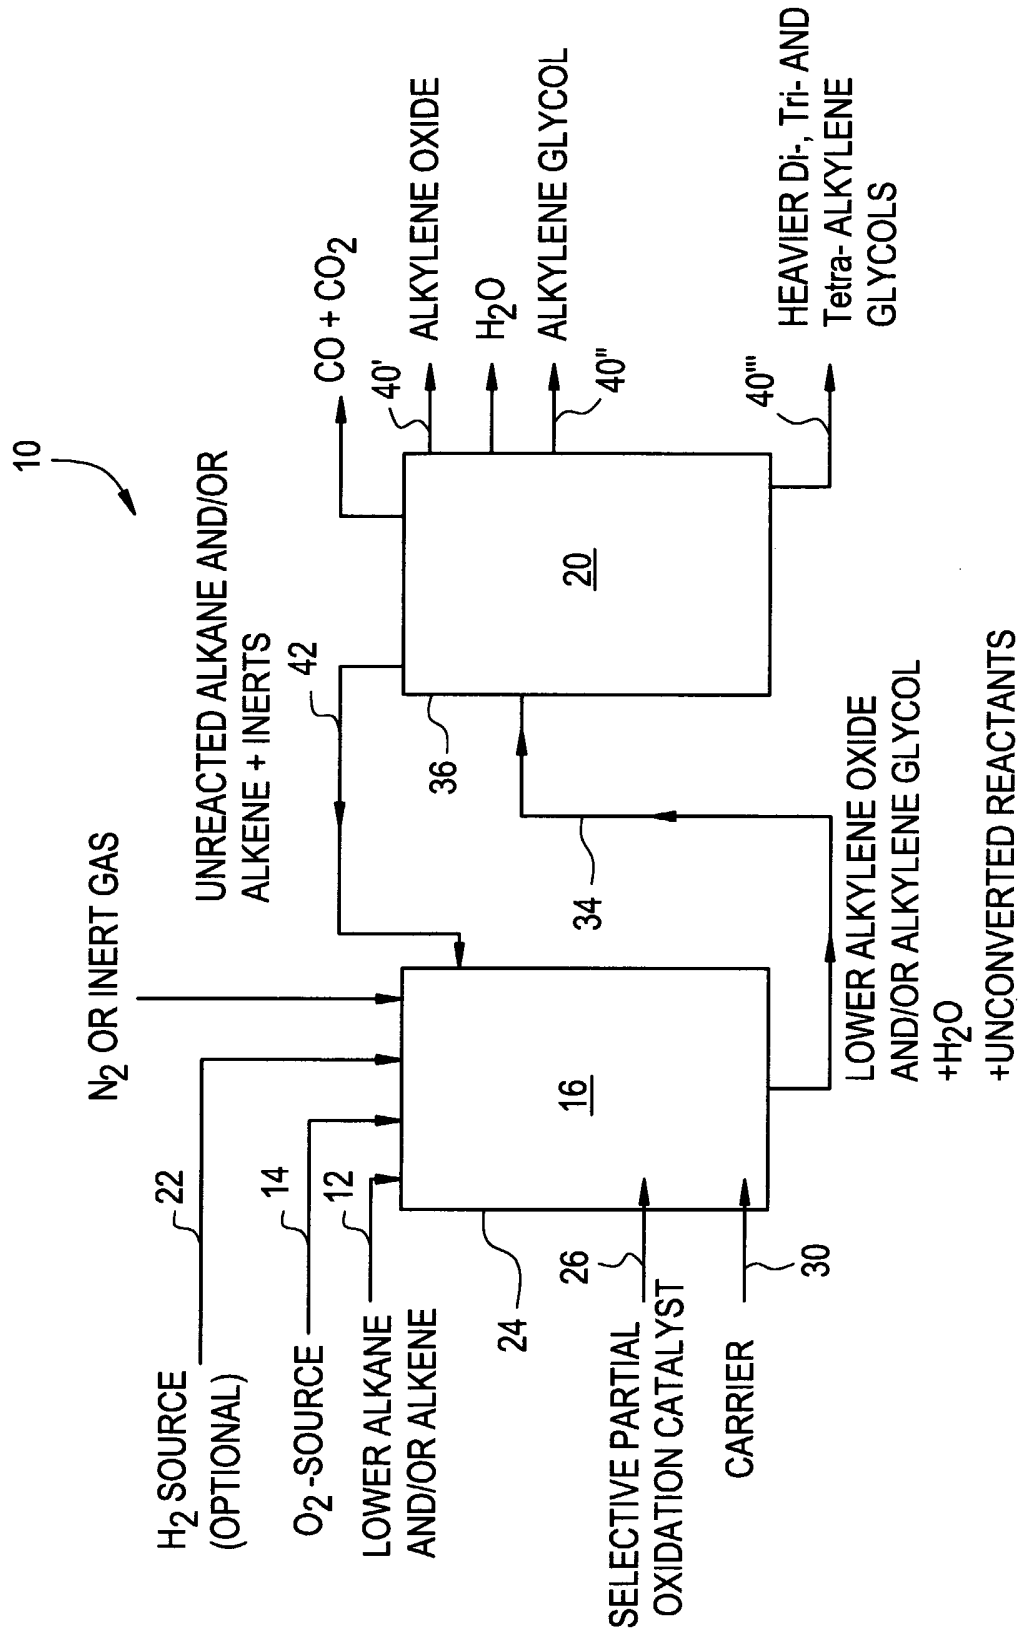 10
N2 OR INERT GAS
H2 SOURCE
(OPTIONAL)
22
O2 -SOURCE
14
LOWER ALKANE
AND/OR ALKENE
12
UNREACTED ALKANE AND/OR
ALKENE + INERTS
42
CO + CO2
40'
ALKYLENE OXIDE
H2O
ALKYLENE GLYCOL
40"
40'''
HEAVIER Di-, Tri- AND
Tetra- ALKYLENE
GLYCOLS
16
20
24
36
34
SELECTIVE PARTIAL
OXIDATION CATALYST
26
CARRIER
30
LOWER ALKYLENE OXIDE
AND/OR ALKYLENE GLYCOL
+H2O
+UNCONVERTED REACTANTS